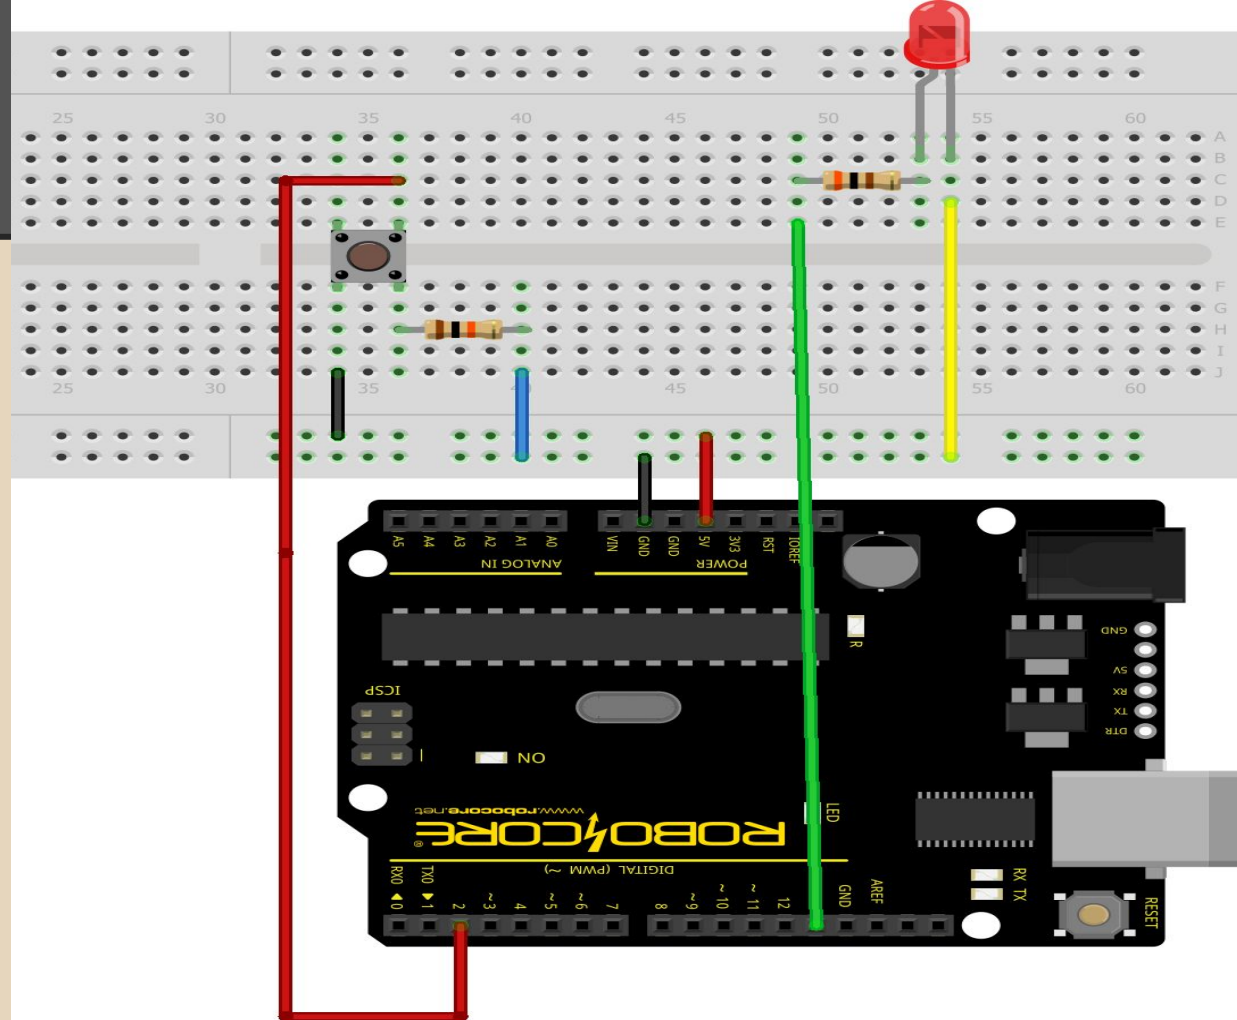 25 30 35 40 45 50 55 60
A
B
C
D
E
F
G
H
I
J
25 30 35 45 50 55 60
A5 A4 A3 A2 A1 A0 VIN GND GND 5V 3V3 RST IOREF
ANALOG IN POWER
R
GND
5V
RX
TX
DTR
ICSP
ON
LED
www.robocore.net
ROBOCORE®
DIGITAL (PWM ~)
RX0 TX0
0 1 2 ~3 4 ~5 ~6 7 8 ~9 ~10 ~11 12 GND AREF
RX
TX
RESET